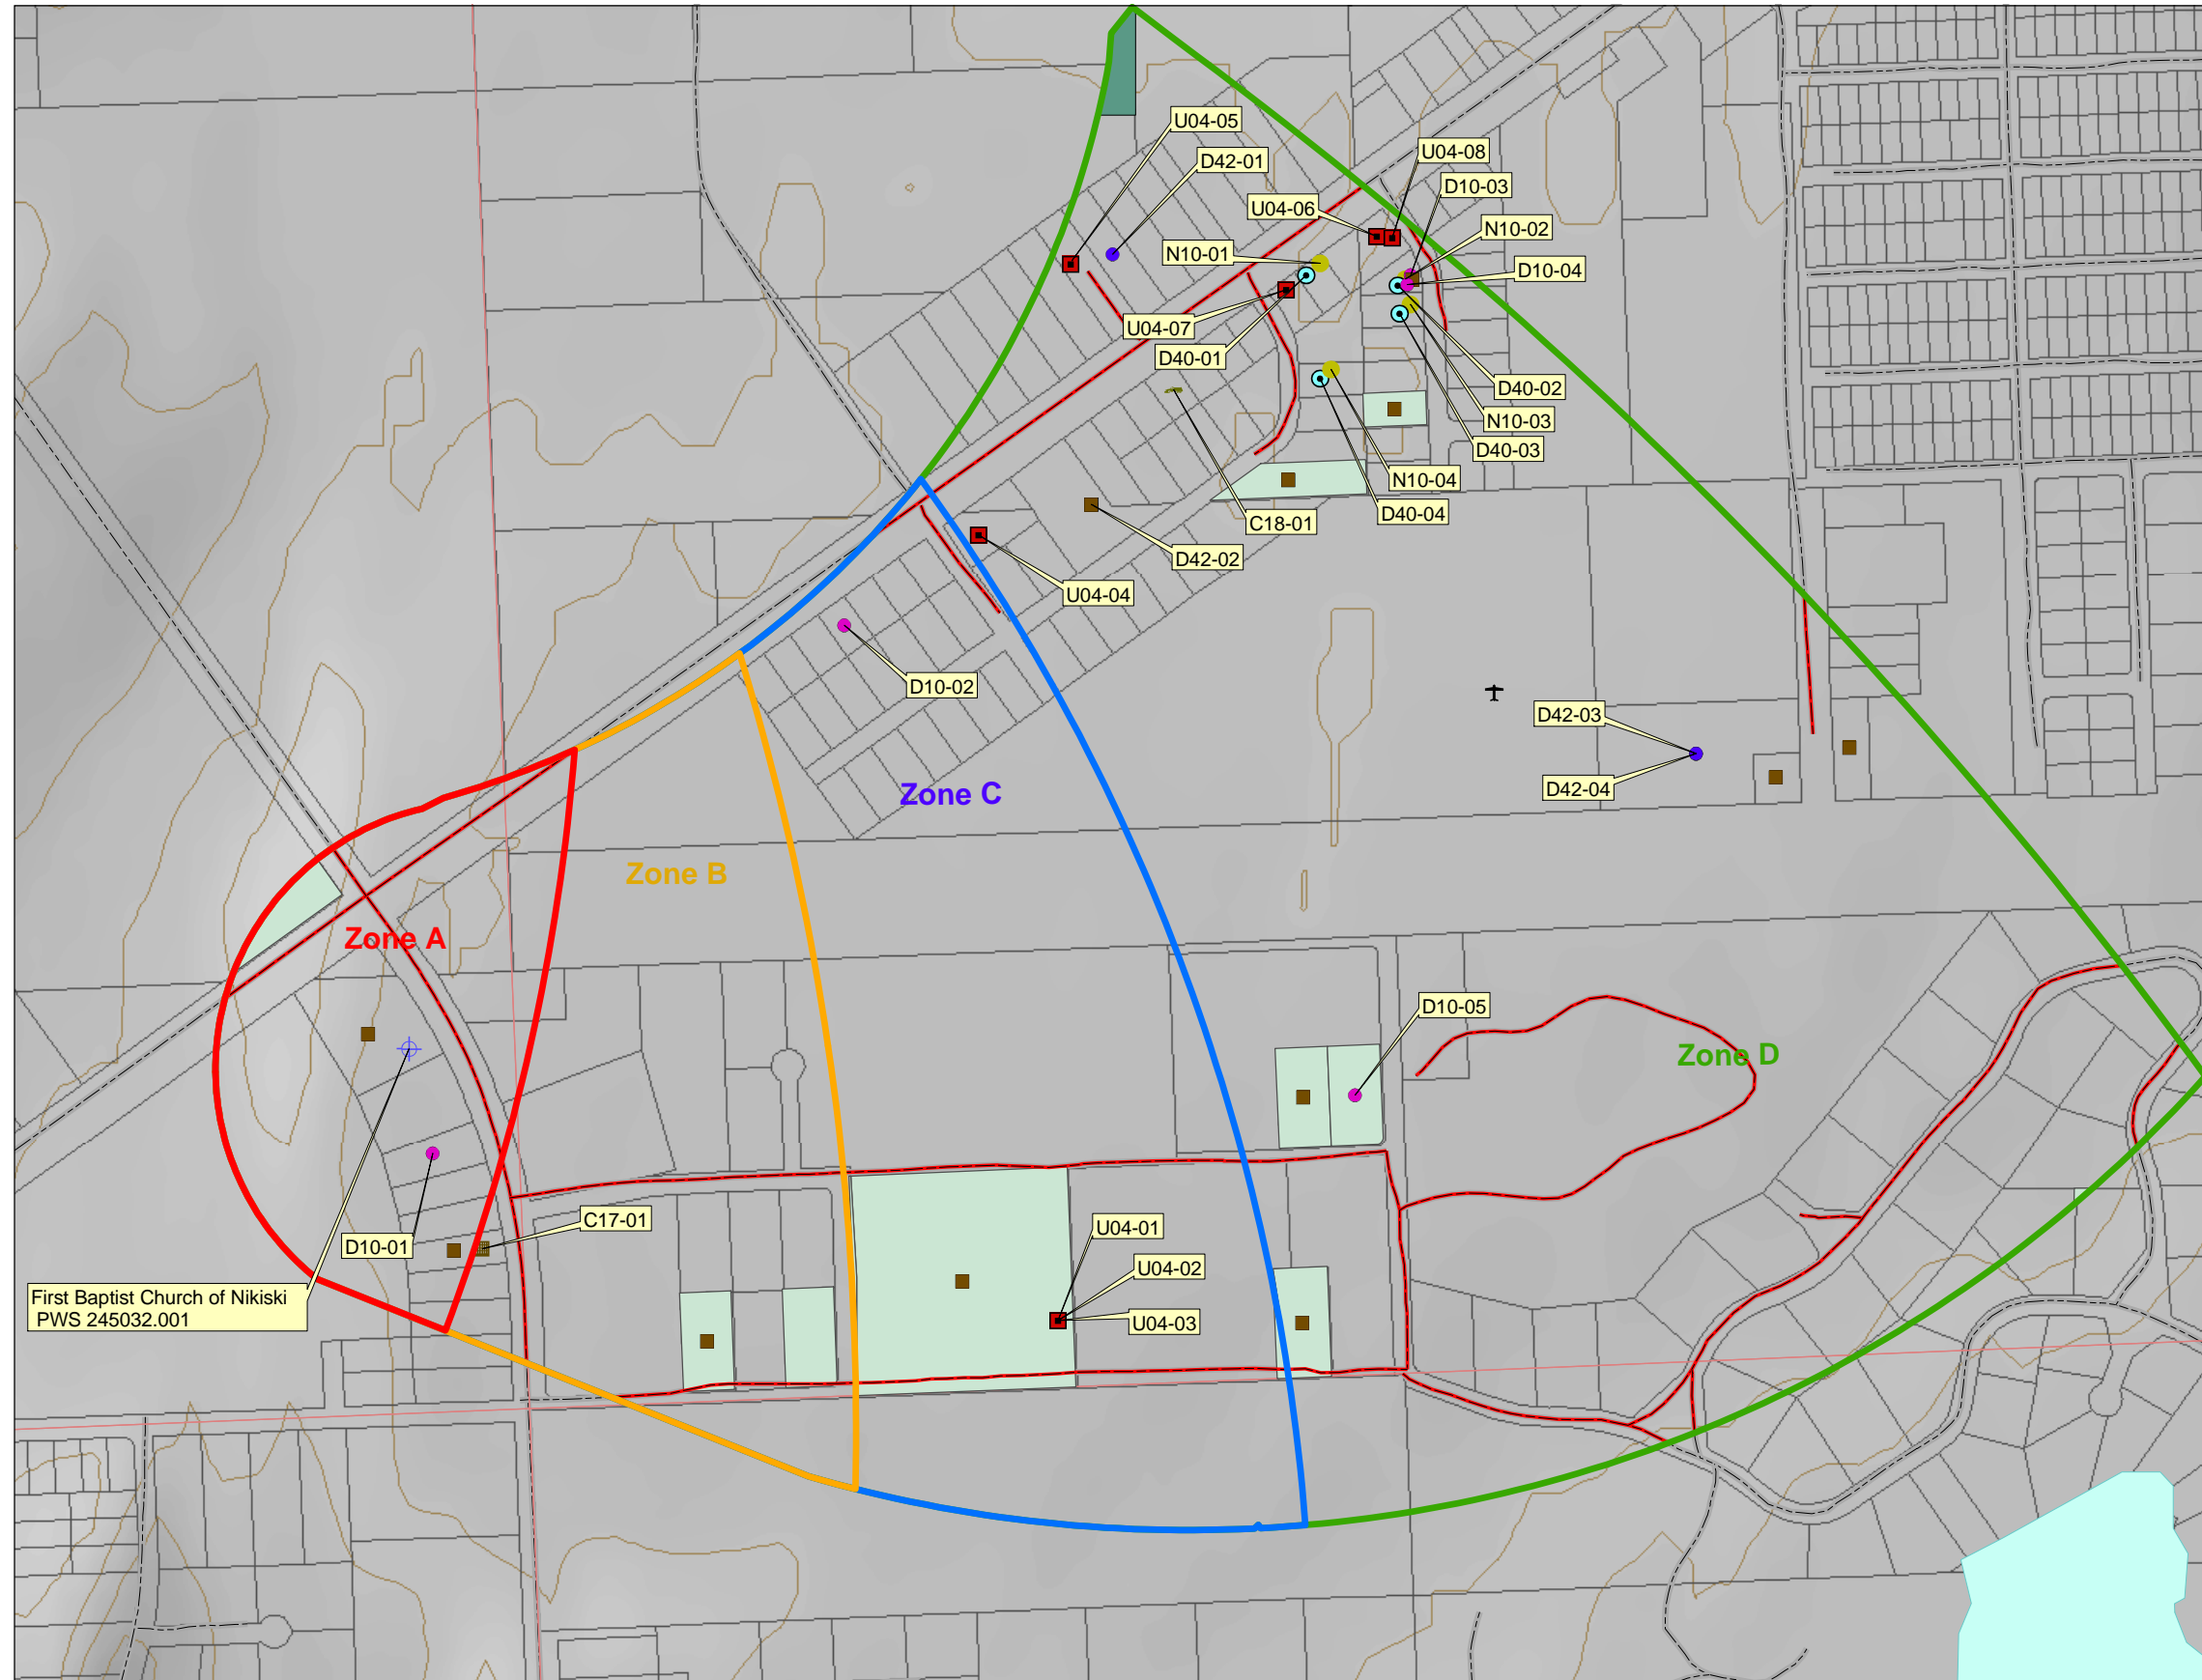 U04-05
U04-08
D42-01
D10-03
U04-06
N10-02
N10-01
D10-04
U04-07
D40-01
D40-02
N10-03
D40-03
N10-04
D40-04
C18-01
D42-02
U04-04
D10-02
D42-03
Zone C
D42-04
Zone B
Zone A
D10-05
Zone D
C17-01
U04-01
D10-01
U04-02
First Baptist Church of Nikiski
PWS 245032.001
U04-03